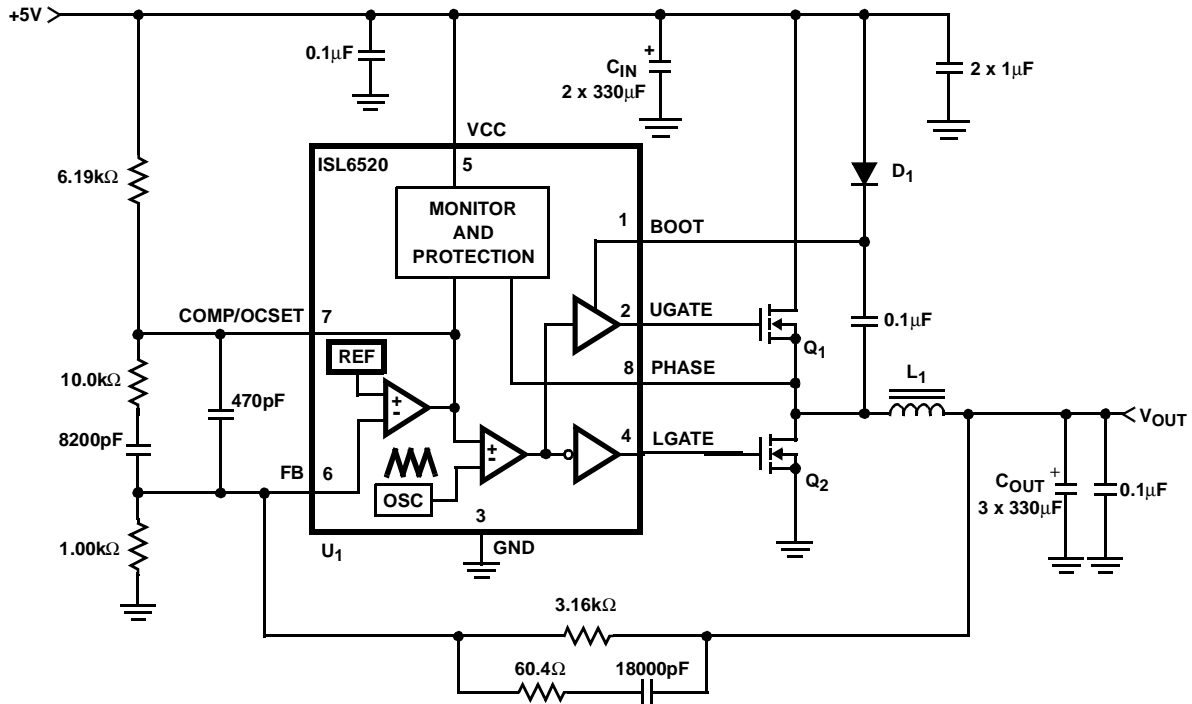 +5V
0.1μF
C_IN
2 x 330μF
+
2 x 1μF
VCC
ISL6520
5
6.19kΩ
D1
MONITOR
AND
PROTECTION
1
BOOT
COMP/OCSET
7
2
UGATE
0.1μF
REF
Q1
10.0kΩ
8
PHASE
L1
470pF
+
-
8200pF
+
-
4
LGATE
VOUT
FB
6
OSC
Q2
COUT
+
3 x 330μF
0.1μF
3
1.00kΩ
U1
GND
3.16kΩ
60.4Ω
18000pF